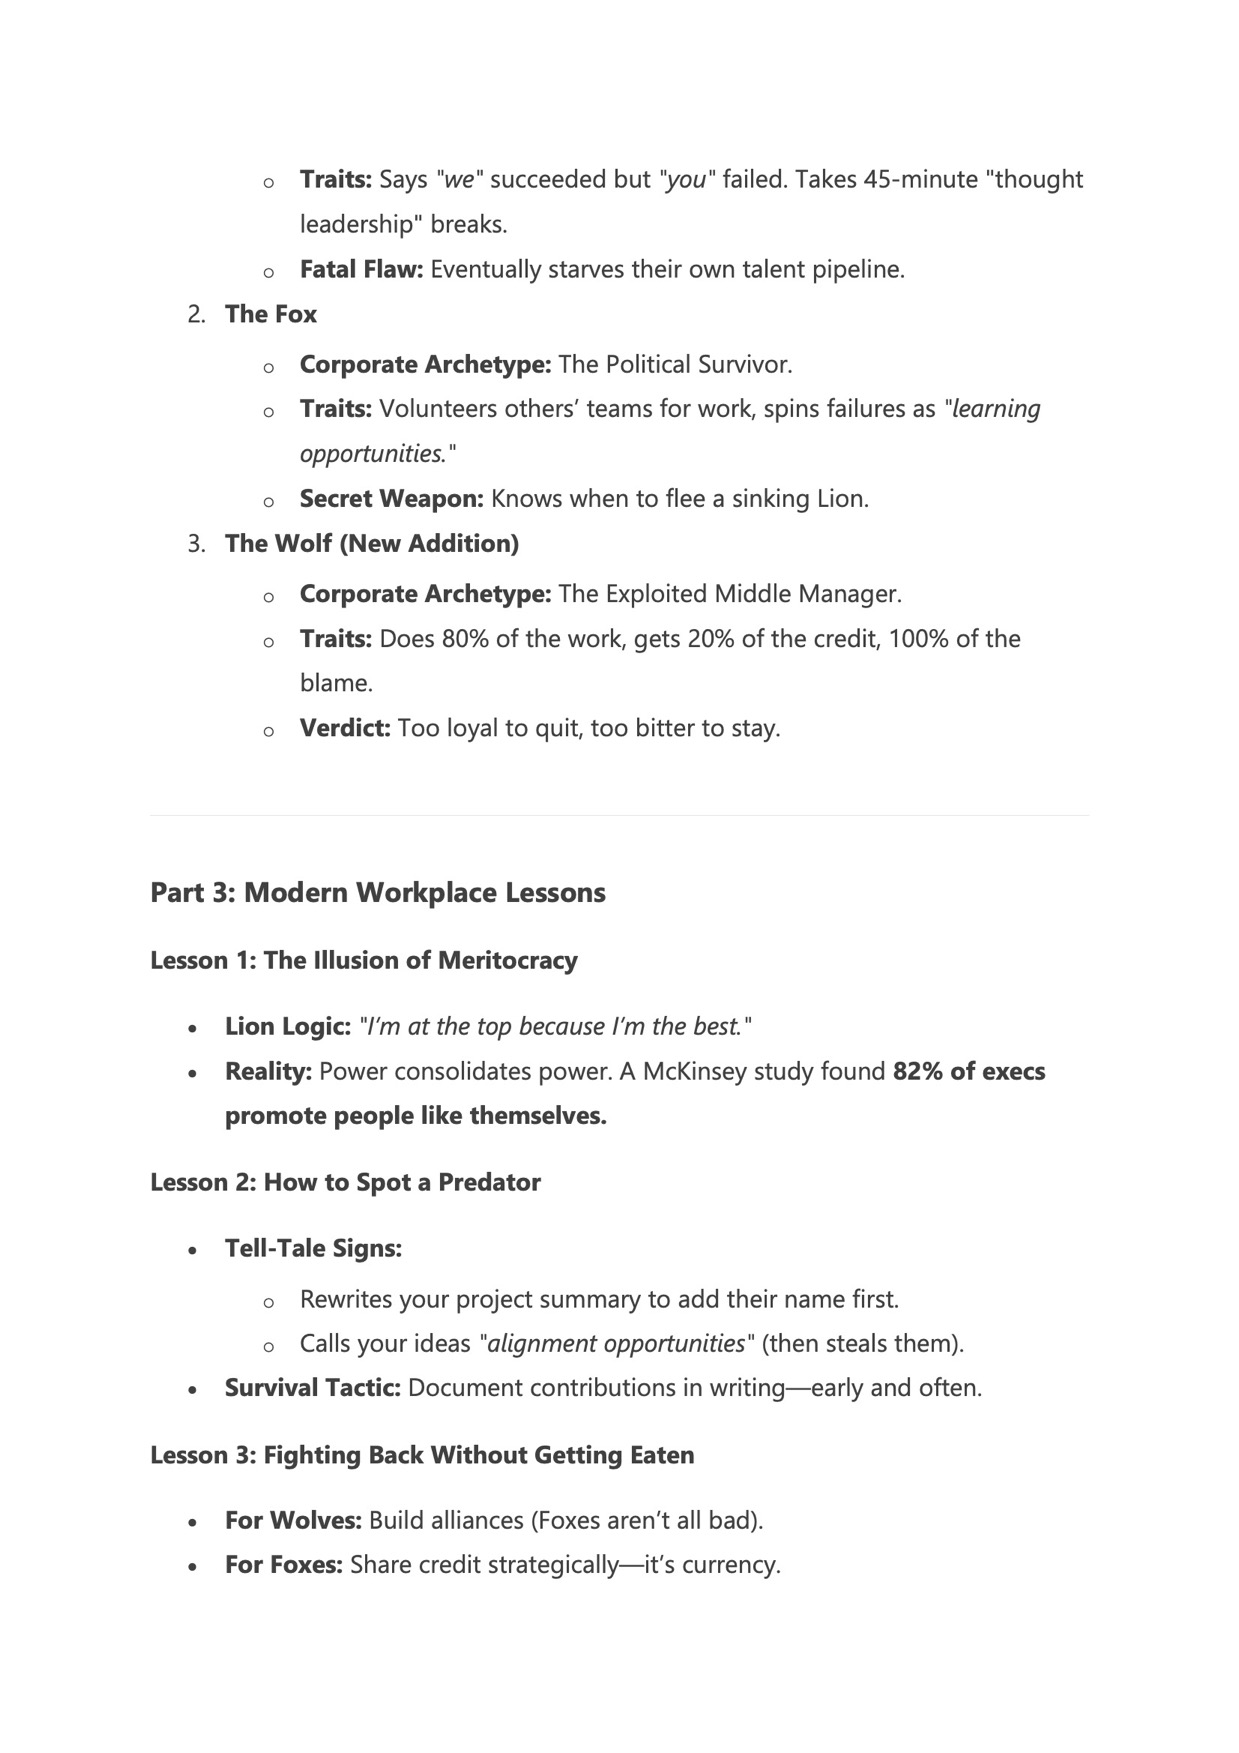 ○ Traits: Says "we" succeeded but "you" failed. Takes 45-minute "thought
leadership" breaks.
○ Fatal Flaw: Eventually starves their own talent pipeline.
2. The Fox
○ Corporate Archetype: The Political Survivor.
○ Traits: Volunteers others’ teams for work, spins failures as "learning
opportunities."
○ Secret Weapon: Knows when to flee a sinking Lion.
3. The Wolf (New Addition)
○ Corporate Archetype: The Exploited Middle Manager.
○ Traits: Does 80% of the work, gets 20% of the credit, 100% of the
blame.
○ Verdict: Too loyal to quit, too bitter to stay.
Part 3: Modern Workplace Lessons
Lesson 1: The Illusion of Meritocracy
• Lion Logic: "I’m at the top because I’m the best."
• Reality: Power consolidates power. A McKinsey study found 82% of execs
promote people like themselves.
Lesson 2: How to Spot a Predator
• Tell-Tale Signs:
○ Rewrites your project summary to add their name first.
○ Calls your ideas "alignment opportunities" (then steals them).
• Survival Tactic: Document contributions in writing—early and often.
Lesson 3: Fighting Back Without Getting Eaten
• For Wolves: Build alliances (Foxes aren’t all bad).
• For Foxes: Share credit strategically—it’s currency.